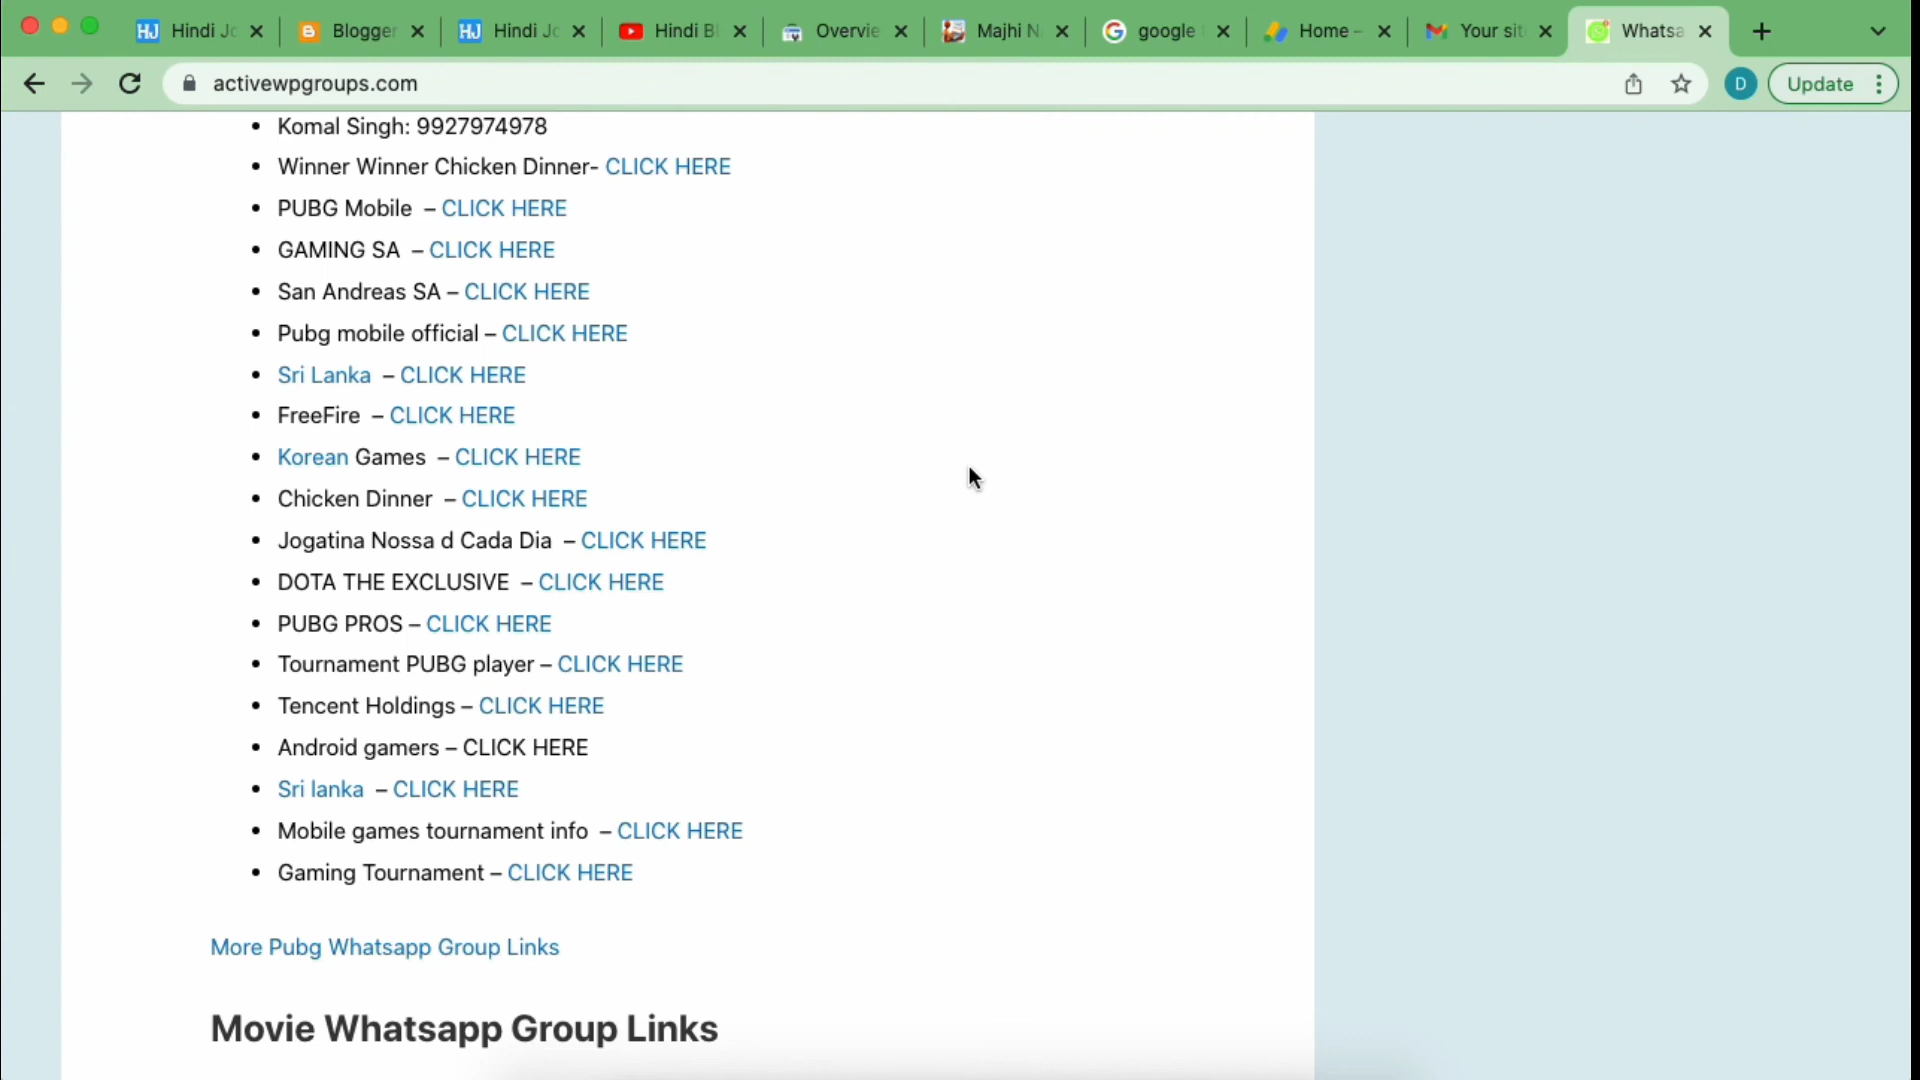 HJ Hindi Jo
Blogger
HJ Hindi Jo
Hindi Bl
Overvie
Majhi N
google
Home –
Your sit
Whatsa
activewpgroups.com
D
Update
Komal Singh: 9927974978
Winner Winner Chicken Dinner- CLICK HERE
PUBG Mobile – CLICK HERE
GAMING SA – CLICK HERE
San Andreas SA – CLICK HERE
Pubg mobile official – CLICK HERE
Sri Lanka – CLICK HERE
FreeFire – CLICK HERE
Korean Games – CLICK HERE
Chicken Dinner – CLICK HERE
Jogatina Nossa d Cada Dia – CLICK HERE
DOTA THE EXCLUSIVE – CLICK HERE
PUBG PROS – CLICK HERE
Tournament PUBG player – CLICK HERE
Tencent Holdings – CLICK HERE
Android gamers – CLICK HERE
Sri lanka – CLICK HERE
Mobile games tournament info – CLICK HERE
Gaming Tournament – CLICK HERE
More Pubg Whatsapp Group Links
Movie Whatsapp Group Links